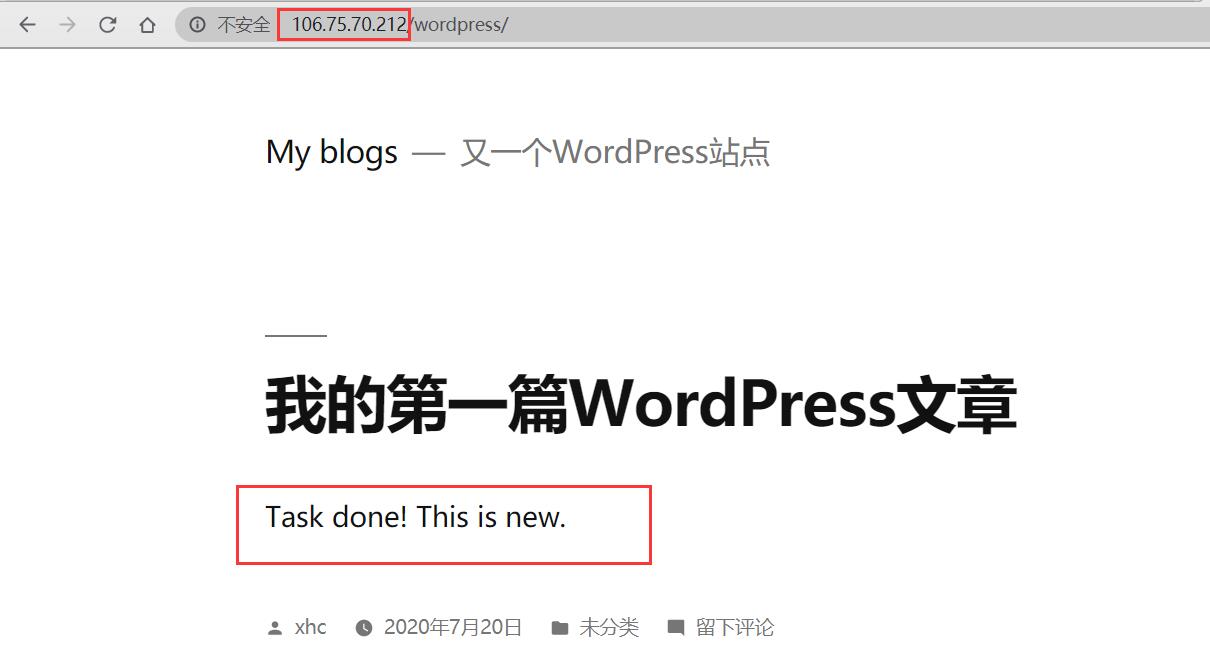 不安全 106.75.70.212/wordpress/
My blogs — 又一个WordPress站点
我的第一篇WordPress文章
Task done! This is new.
xhc 2020年7月20日 未分类 留下评论